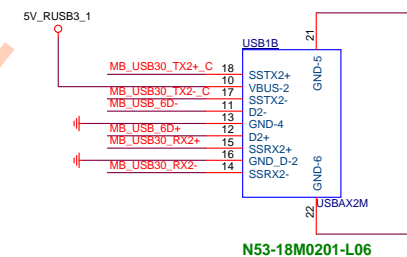 5V_RUSB3_1
USB1B
21
MB_USB30_TX2+_C 18 SSTX2+ GND-5
10 VBUS-2
MB_USB30_TX2-_C 17 SSTX2-
MB_USB_6D- 11 D2-
13 GND-4
MB_USB_6D+ 12 D2+
MB_USB30_RX2+ 15 SSRX2+
16 GND_D-2 GND-6
MB_USB30_RX2- 14 SSRX2-
22 USBAX2M
N53-18M0201-L06